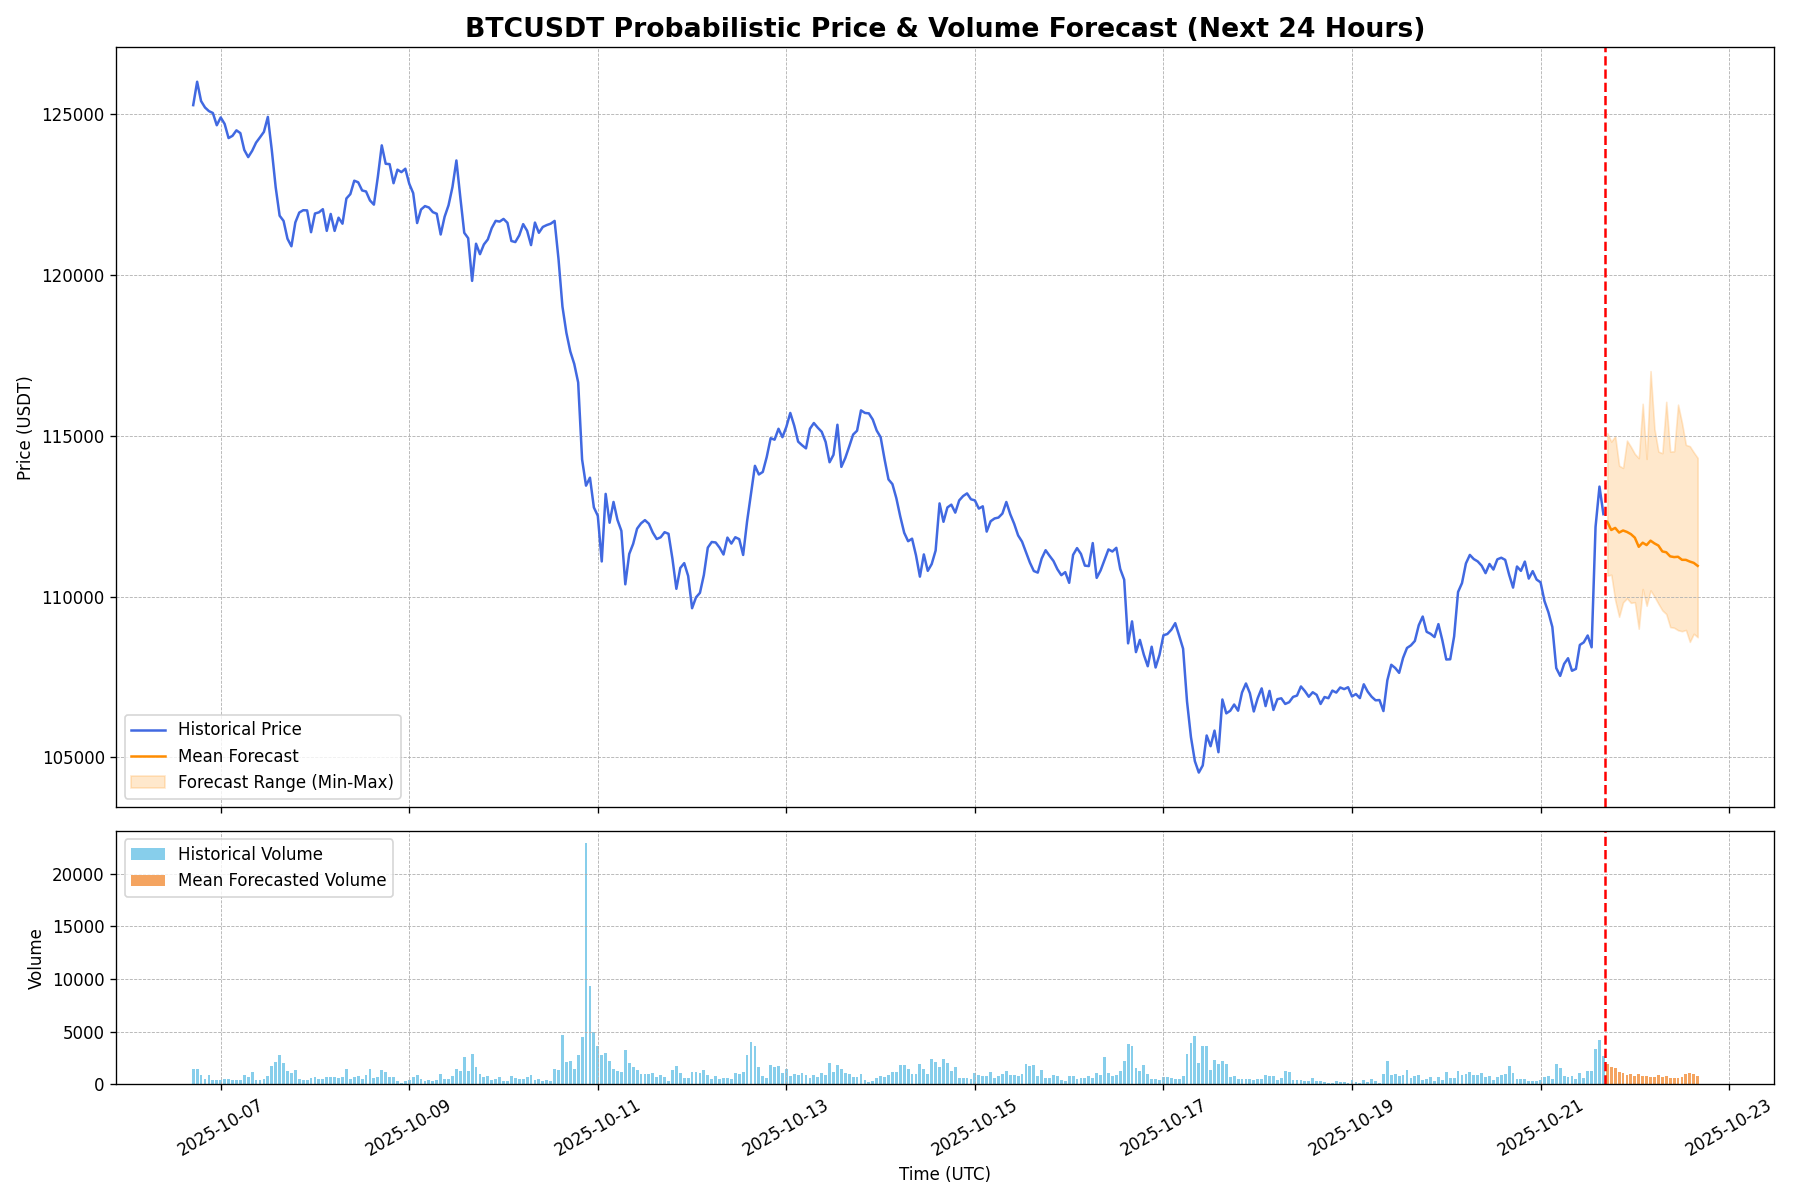 BTCUSDT Probabilistic Price & Volume Forecast (Next 24 Hours)
Price (USDT)
125000
120000
115000
110000
105000
Historical Price
Mean Forecast
Forecast Range (Min-Max)
Volume
20000
15000
10000
5000
0
Historical Volume
Mean Forecasted Volume
2025-10-07
2025-10-09
2025-10-11
2025-10-13
2025-10-15
2025-10-17
2025-10-19
2025-10-21
2025-10-23
Time (UTC)